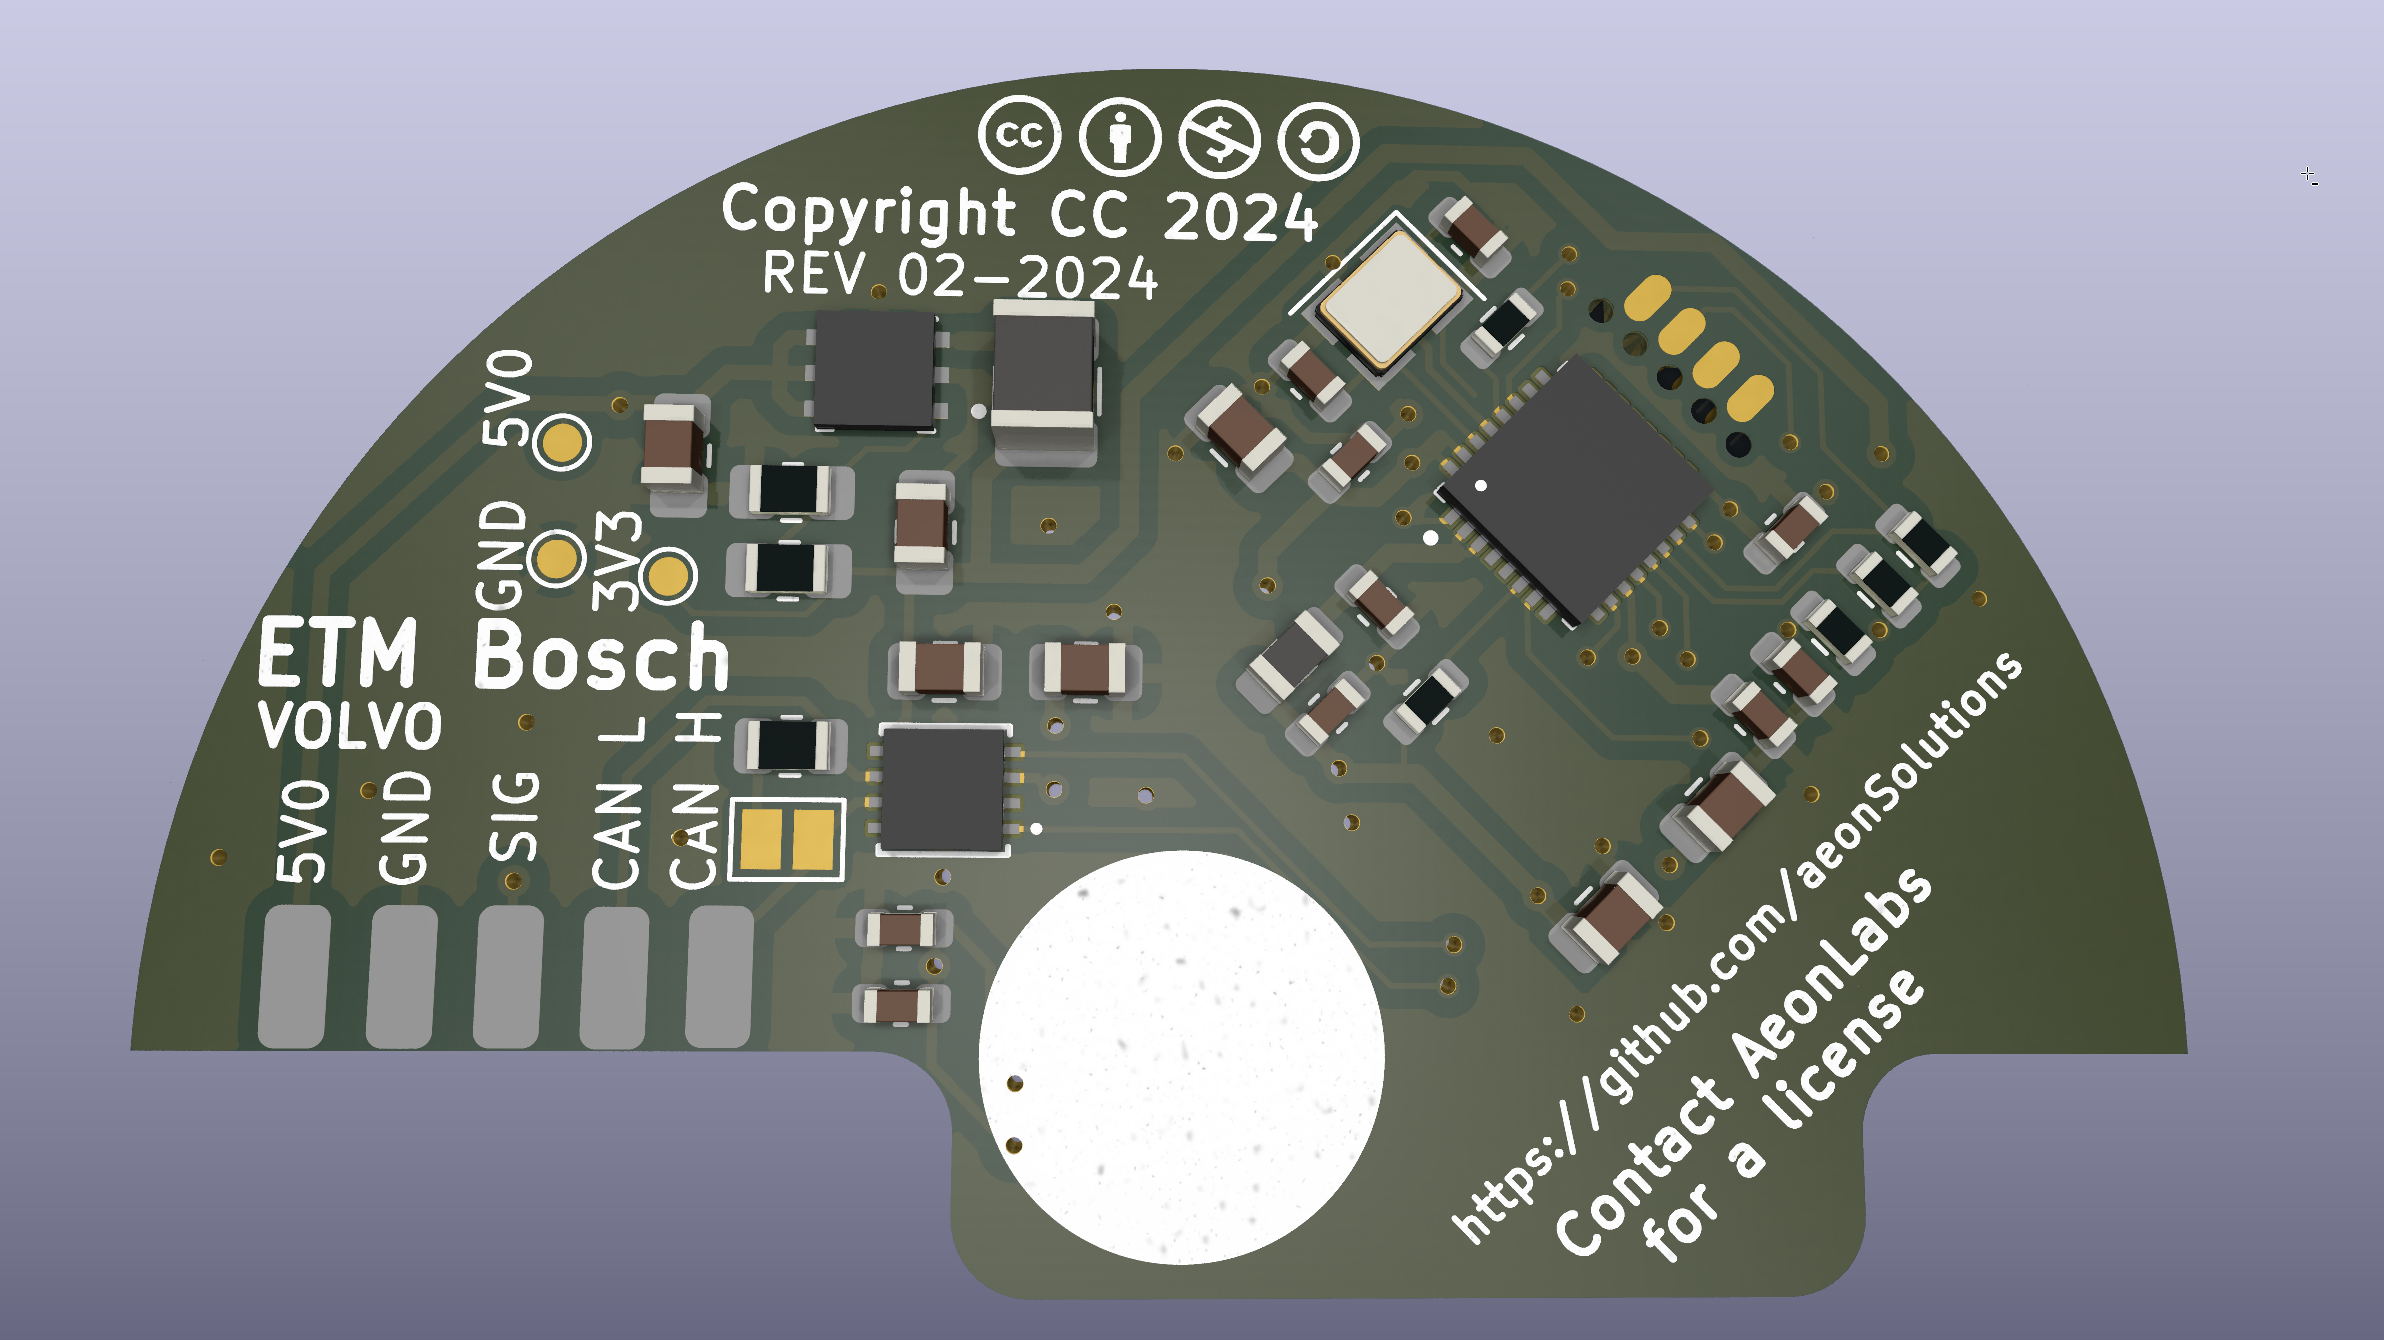 cc
Copyright CC 2024
REV 02-2024
5V0
GND
3V3
ETM Bosch
VOLVO
5V0
GND
SIG
CAN L
CAN H
https://github.com/aeonSolutions
Contact AeonLabs
for a license